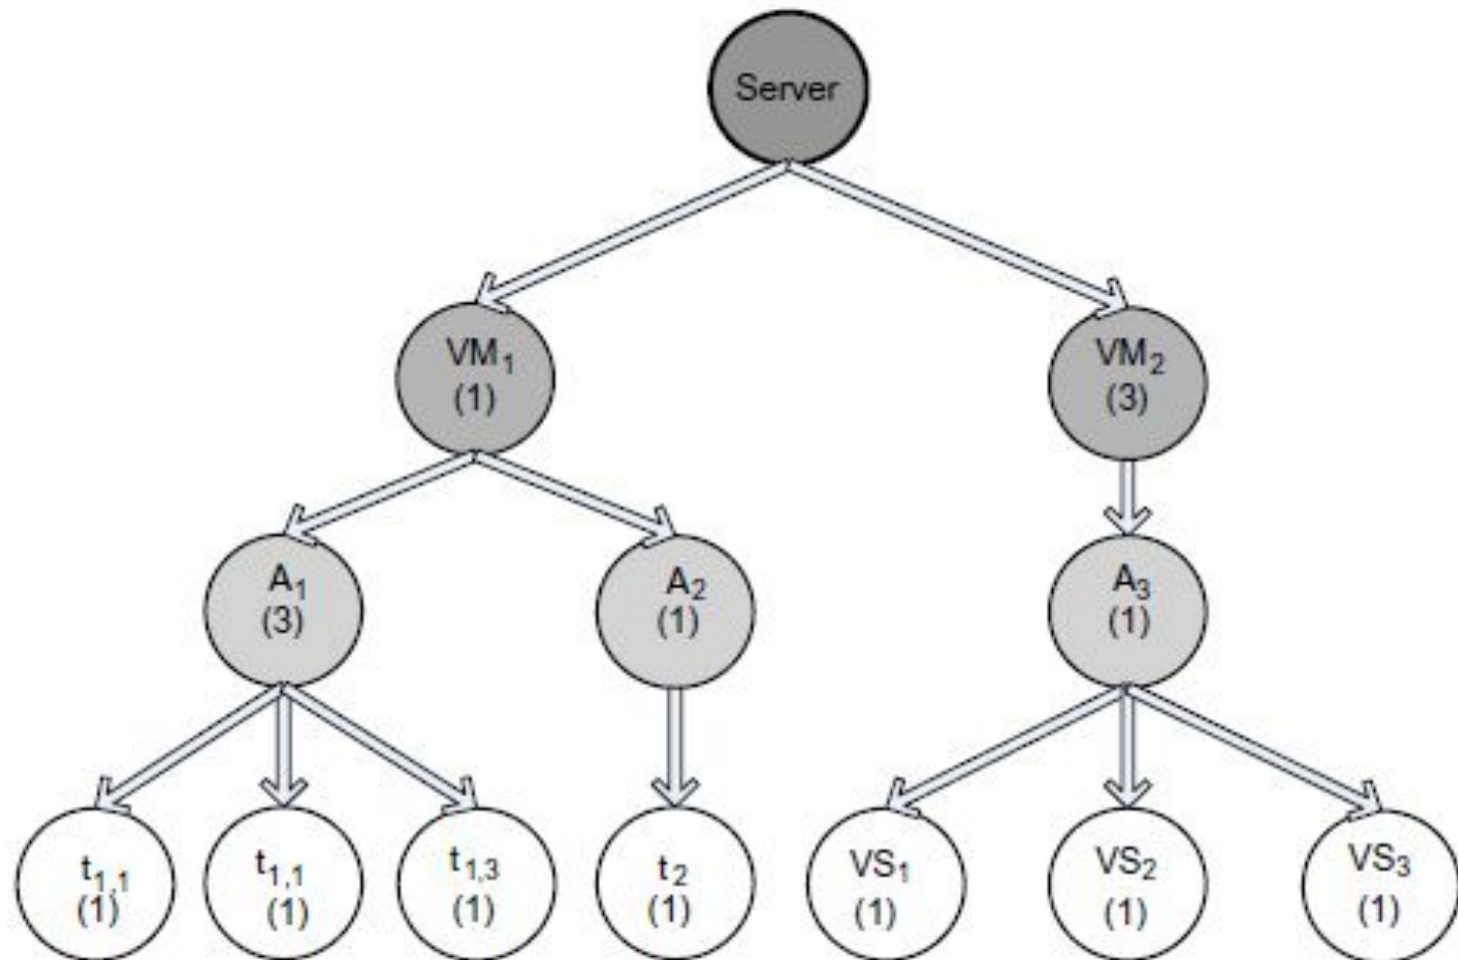 Server
VM₁
(1)
VM₂
(3)
A₁
(3)
A₂
(1)
A₃
(1)
t₁,₁
(1)
t₁,₁
(1)
t₁,₃
(1)
t₂
(1)
VS₁
(1)
VS₂
(1)
VS₃
(1)